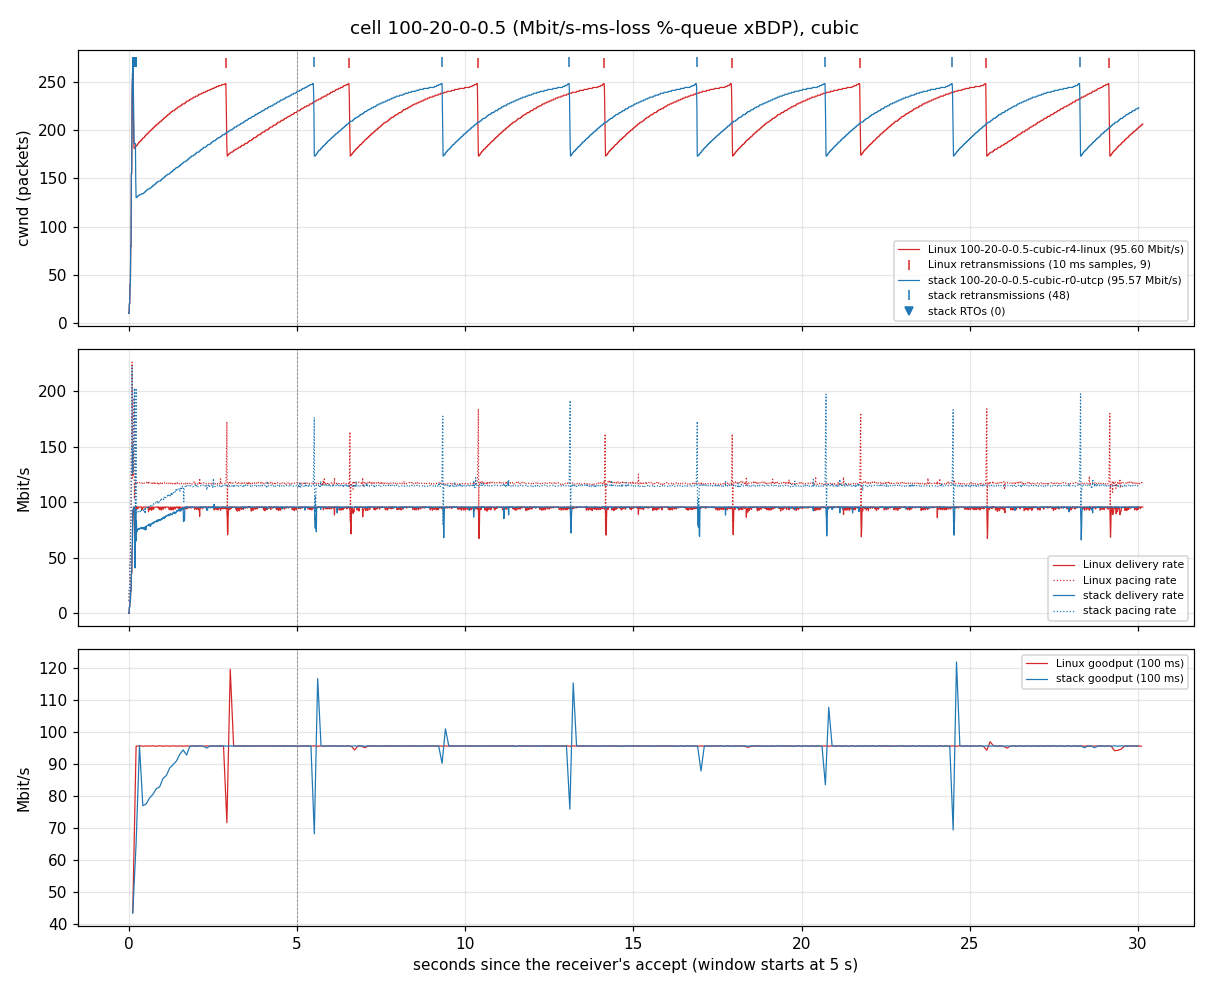 cell 100-20-0-0.5 (Mbit/s-ms-loss %-queue xBDP), cubic
cwnd (packets)
250
200
150
100
50
0
Linux 100-20-0-0.5-cubic-r4-linux (95.60 Mbit/s)
Linux retransmissions (10 ms samples, 9)
stack 100-20-0-0.5-cubic-r0-utcp (95.57 Mbit/s)
stack retransmissions (48)
stack RTOs (0)
Mbit/s
200
150
100
50
0
Linux delivery rate
Linux pacing rate
stack delivery rate
stack pacing rate
Mbit/s
120
110
100
90
80
70
60
50
40
Linux goodput (100 ms)
stack goodput (100 ms)
0 5 10 15 20 25 30
seconds since the receiver's accept (window starts at 5 s)